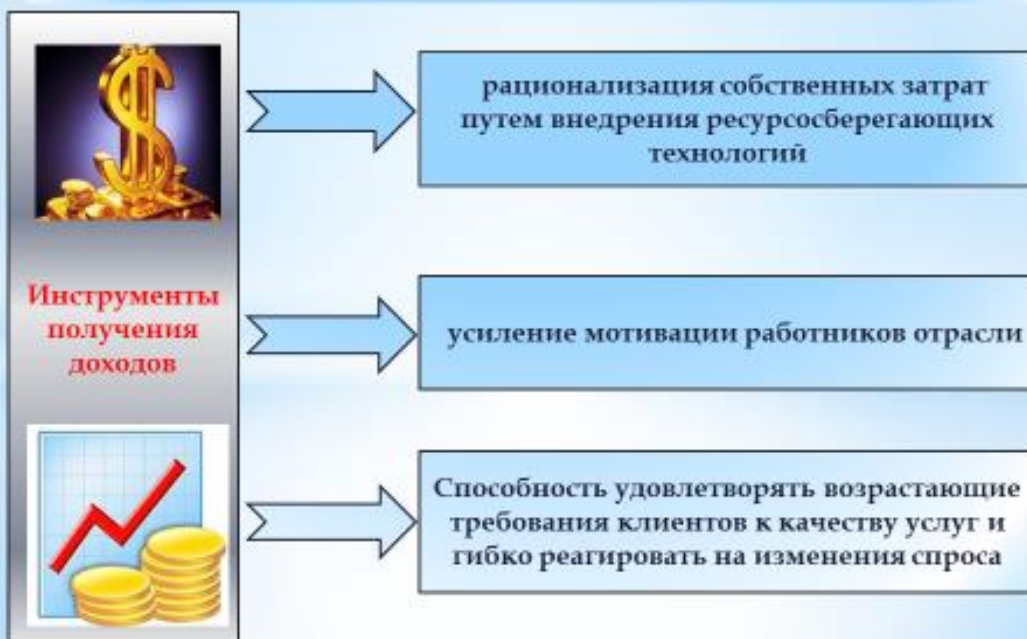 Инструменты
получения
доходов
рационализация собственных затрат
путем внедрения ресурсосберегающих
технологий
усиление мотивации работников отрасли
Способность удовлетворять возрастающие
требования клиентов к качеству услуг и
гибко реагировать на изменения спроса